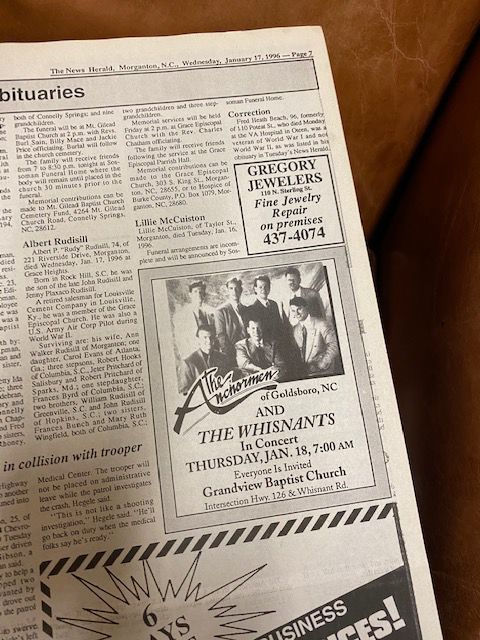 The News Herald, Morganton, N.C., Wednesday, January 17, 1996 — Page 7
bituaries
both of Connelly Springs; and nine
grandchildren.
The funeral will be at Mt. Gilead
Baptist Church at 2 p.m. with Revs.
Burl Sain, Billy Mintz and Jackie
Price officiating. Burial will follow
in the church cemetery.
The family will receive friends
from 7 to 8:30 p.m. tonight at Sos-
soman Funeral Home where the
body will remain until placed in the
church 30 minutes prior to the
funeral.
Memorial contributions can be
made to Mt. Gilead Baptist Church
Cemetery Fund, 4264 Mt. Gilead
Church Road, Connelly Springs,
NC, 28612.
Albert Rudisill
Albert P. "Rudy" Rudisill, 74, of
221 Riverside Drive, Morganton,
died Wednesday, Jan. 17, 1996 at
Grace Heights.
Born in Rock Hill, S.C. he was
the son of the late John Rudisill and
Jenny Plaxton Rudisill.
A retired salesman for Louisville
Cement Company in Louisville,
Ky., he was a member of the Grace
Episcopal Church. He was also a
U.S. Army Air Corp Pilot during
World War II.
Surviving are: his wife, Ann
Walker Rudisill of Morganton; one
daughter, Carol Evans of Atlanta,
Ga.; three stepsons, Robert Hooks
of Columbia, S.C., Peter Pritchard of
Salisbury and Robert Pritchard of
Sparks, Md.; one stepdaughter,
Frances Byrd of Columbia, S.C.;
two brothers, William Rudisill of
Greenville, S.C. and John Rudisill
of Hopkits, S.C.; two sisters,
Frances Bunch and Mary Ruth
Wingfield, both of Columbia, S.C.;
two grandchildren and three step-
grandchildren.
Memorial services will be held
Friday at 2 p.m. at Grace Episcopal
Church with the Rev. Charles
Chatham officiating.
The family will receive friends
following the service at the Grace
Episcopal Parish Hall.
Memorial contributions can be
made to the Grace Episcopal
Church, 303 S. King St., Morgan-
ton, NC, 28655, or to Hospice of
Burke County, P.O. Box 1079, Mor-
ganton, NC, 28680.
Lillie McCuiston
Lillie McCuiston, of Taylor St.,
Morganton, died Tuesday, Jan. 16,
1996.
Funeral arrangements are incom-
plete and will be announced by Sos-
soman Funeral Home.
Correction
Fred Heath Beach, 96, formerly
of 110 Poteat St., who died Monday
at the VA Hospital in Oteen, was a
veteran of World War I and not
World War II, as was listed in his
obituary in Tuesday's News Herald.
GREGORY
JEWELERS
110 N. Sterling St.
Fine Jewelry
Repair
on premises
437-4074
The
Anchormen
of Goldsboro, NC
AND
THE WHISNANTS
In Concert
THURSDAY, JAN. 18, 7:00 AM
Everyone Is Invited
Grandview Baptist Church
Intersection Hwy. 126 & Whisnant Rd.
in collision with trooper
Medical Center. The trooper will
not be placed on administrative
leave while the patrol investigates
the crash, Hegele said.
"This is not like a shooting
investigation," Hegele said. "He'll
go back on duty when the medical
folks say he's ready."
6
BUSINESS